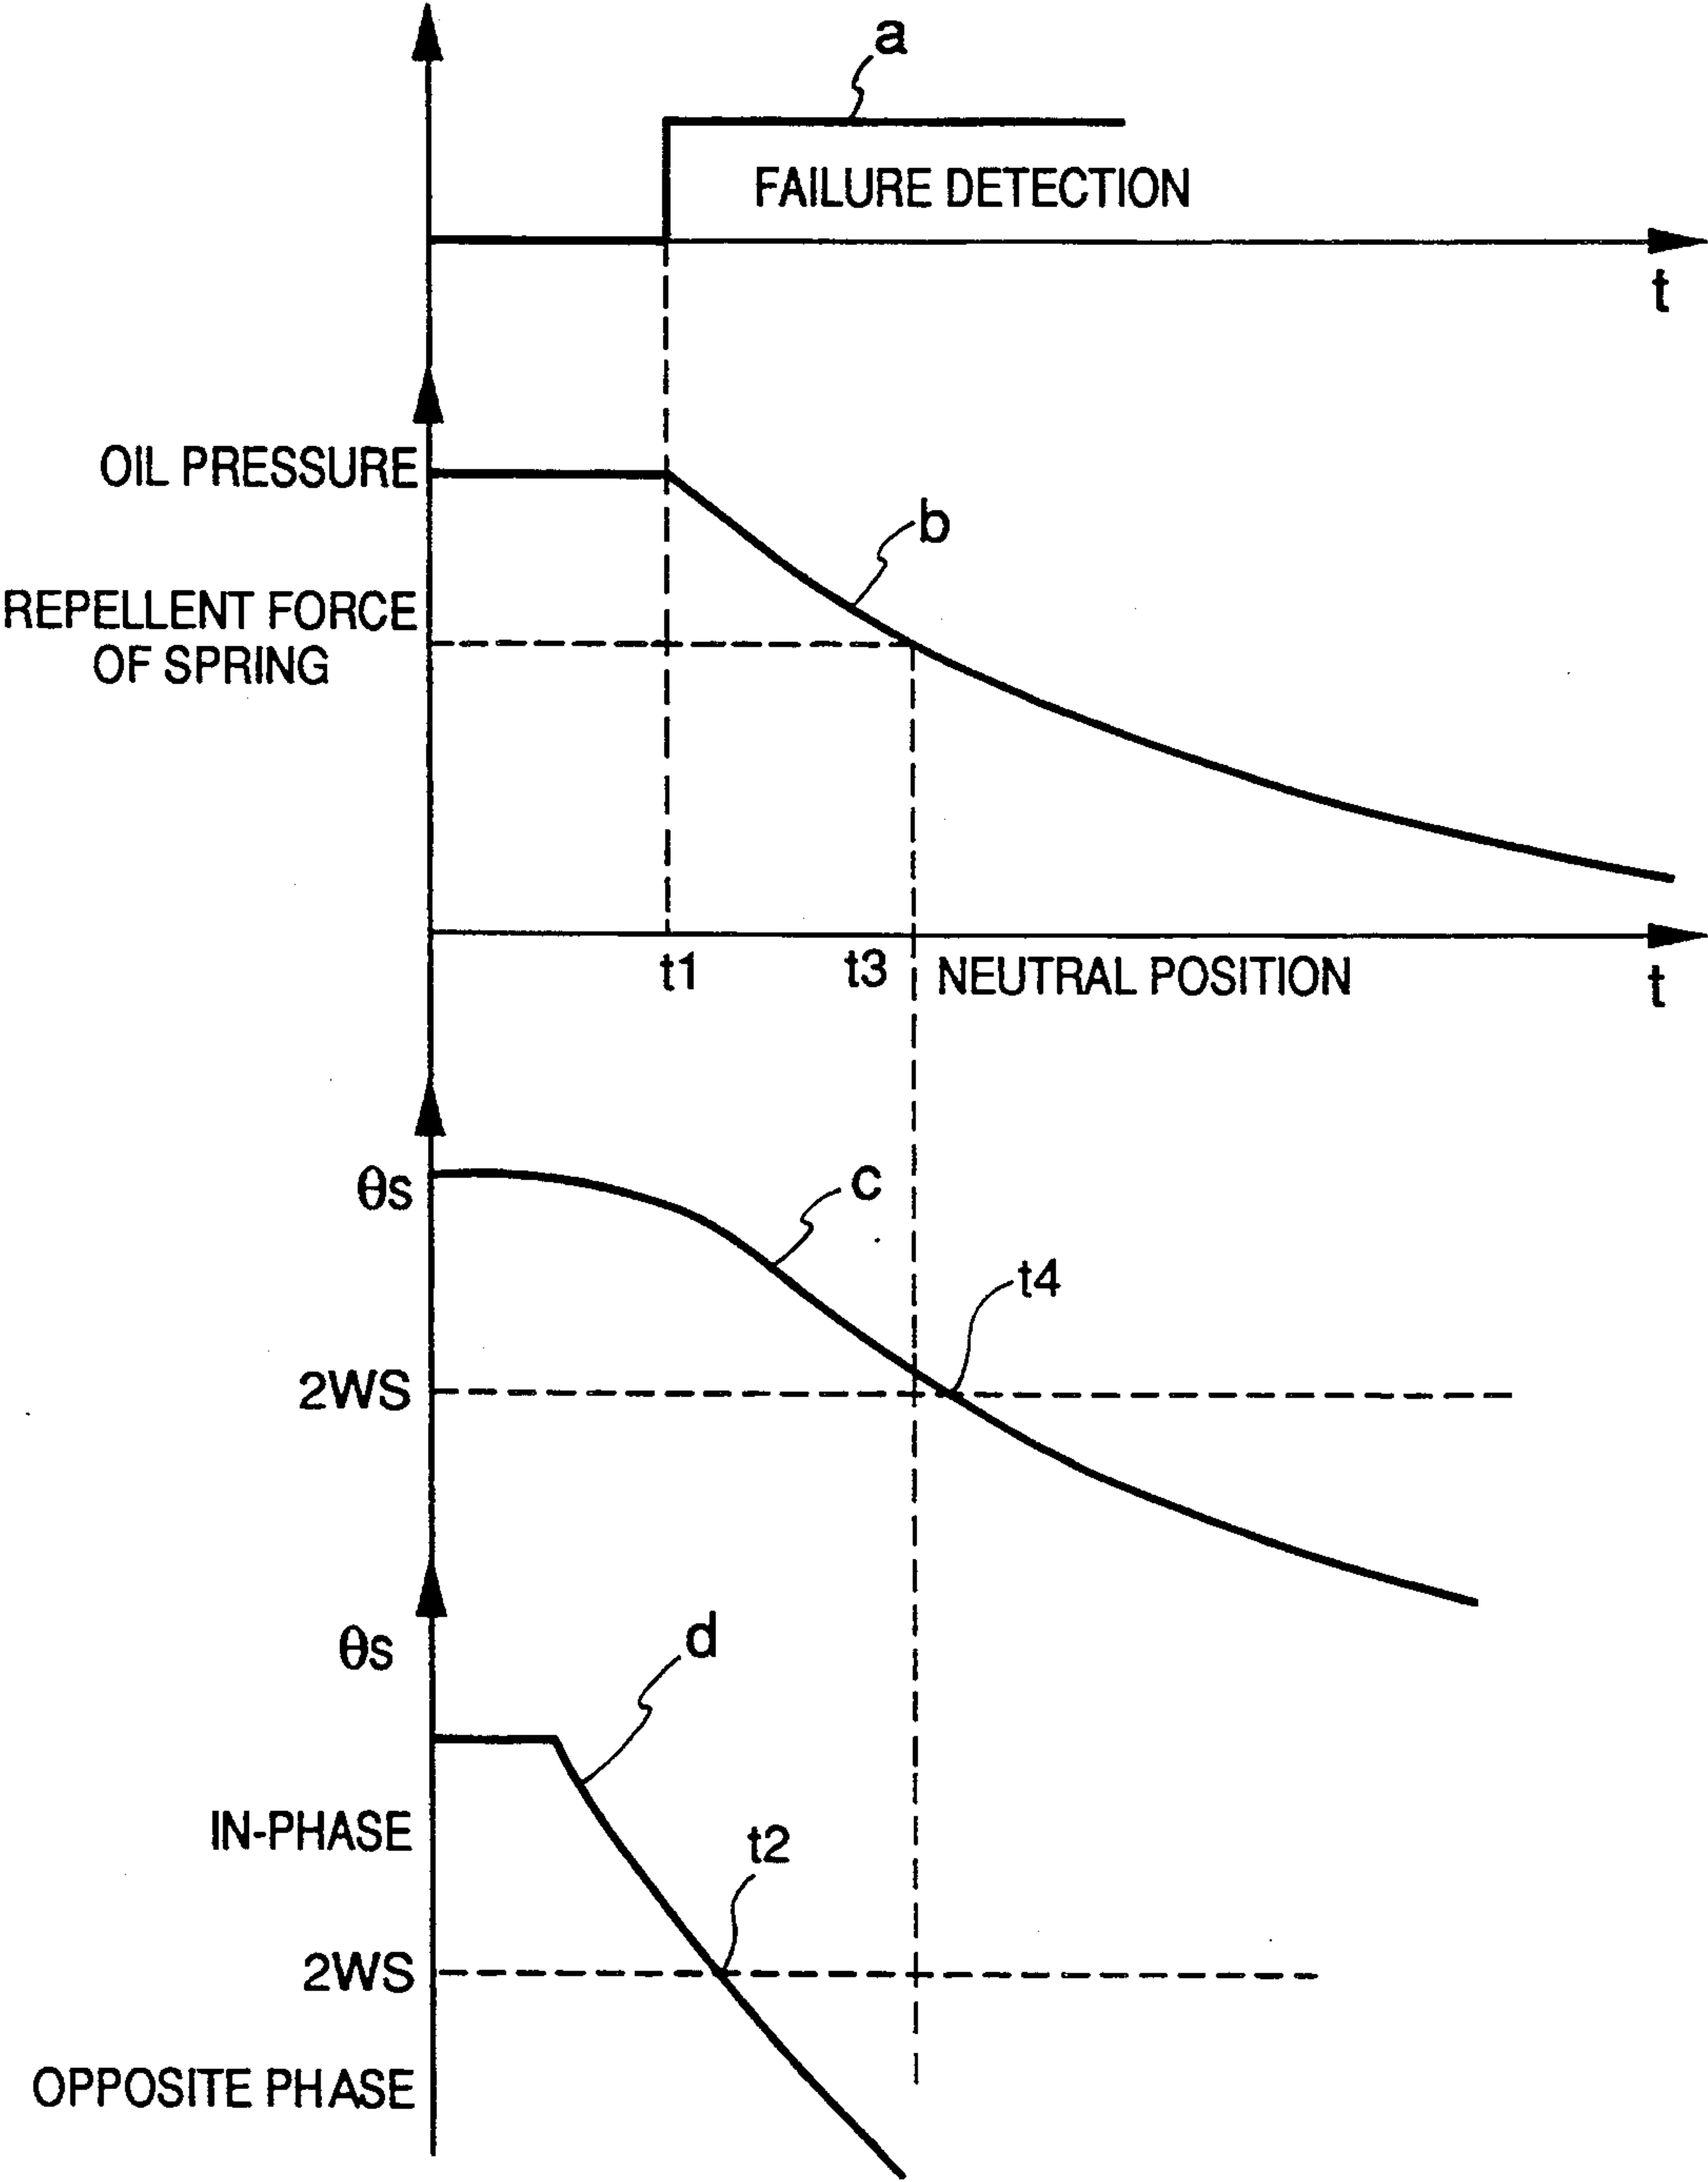 a
FAILURE DETECTION
t
OIL PRESSURE
b
REPELLENT FORCE
OF SPRING
t1
t3
NEUTRAL POSITION
t
θs
c
t4
2WS
θs
d
IN-PHASE
t2
2WS
OPPOSITE PHASE